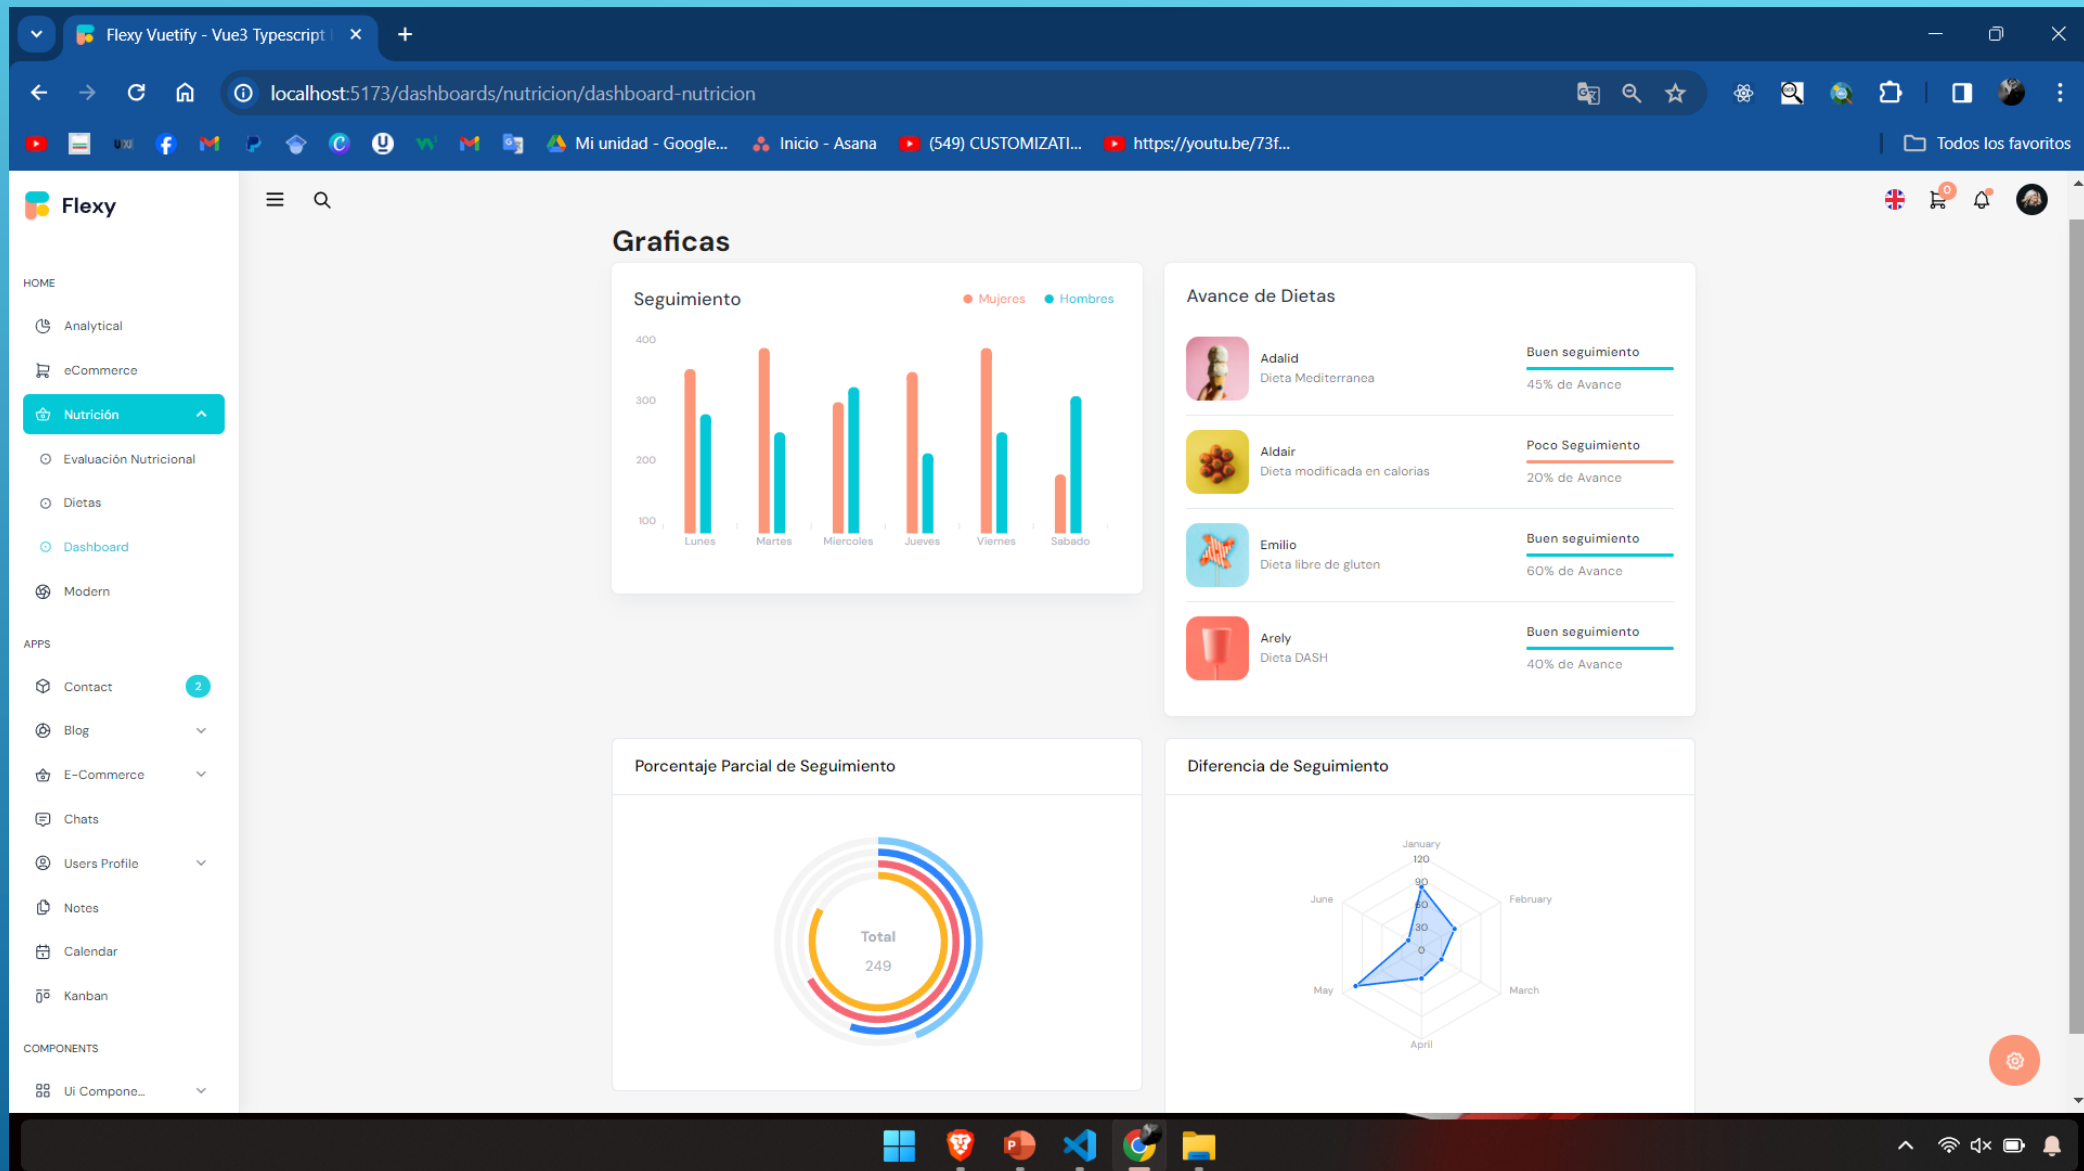 Flexy Vuetify - Vue3 Typescript
localhost:5173/dashboards/nutricion/dashboard-nutricion
Mi unidad - Google...
Inicio - Asana
(549) CUSTOMIZATI...
https://youtu.be/73f...
Todos los favoritos
Flexy
0
HOME
Analytical
eCommerce
Nutrición
Evaluación Nutricional
Dietas
Dashboard
Modern
APPS
Contact
2
Blog
E-Commerce
Chats
Users Profile
Notes
Calendar
Kanban
COMPONENTS
Ui Compone...
Graficas
Seguimiento
Mujeres
Hombres
400
300
200
100
Lunes
Martes
Miercoles
Jueves
Viernes
Sabado
Avance de Dietas
Adalid
Dieta Mediterranea
Buen seguimiento
45% de Avance
Aldair
Dieta modificada en calorias
Poco Seguimiento
20% de Avance
Emilio
Dieta libre de gluten
Buen seguimiento
60% de Avance
Arely
Dieta DASH
Buen seguimiento
40% de Avance
Porcentaje Parcial de Seguimiento
Total
249
Diferencia de Seguimiento
January
120
90
60
30
0
June
February
May
March
April